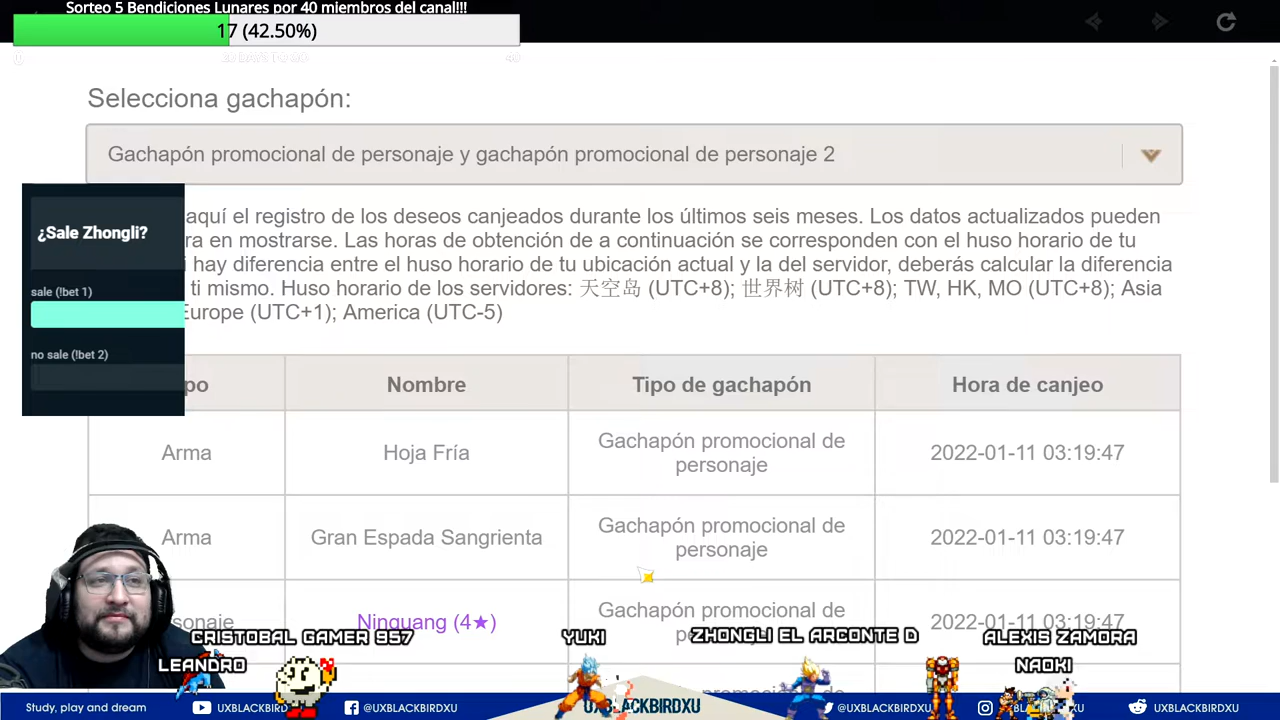 Sorteo 5 Bendiciones Lunares por 40 miembros del canal!!!
17 (42.50%)
0
40
Selecciona gachapón:
Gachapón promocional de personaje y gachapón promocional de personaje 2
¿Sale Zhongli?
sale (!bet 1)
no sale (!bet 2)
aquí el registro de los deseos canjeados durante los últimos seis meses. Los datos actualizados pueden
ra en mostrarse. Las horas de obtención de a continuación se corresponden con el huso horario de tu
i hay diferencia entre el huso horario de tu ubicación actual y la del servidor, deberás calcular la diferencia
ti mismo. Huso horario de los servidores: 天空岛 (UTC+8); 世界树 (UTC+8); TW, HK, MO (UTC+8); Asia
Europe (UTC+1); America (UTC-5)
po Nombre Tipo de gachapón Hora de canjeo
Arma Hoja Fría Gachapón promocional de personaje 2022-01-11 03:19:47
Arma Gran Espada Sangrienta Gachapón promocional de personaje 2022-01-11 03:19:47
sonaje Ningguang (4★) Gachapón promocional de 2022-01-11 03:19:47
CRISTOBAL GAMER 957
YUKI
ZHONGLI EL ARCONTE D
ALEXIS ZAMORA
LEANDRO
NAOKI
promocional de
Study, play and dream
UXBLACKBIRD
@UXBLACKBIRDXU
UXBLACKBIRDXU
@UXBLACKBIRDXU
@UXBLACKBIRDXU
UXBLACKBIRDXU